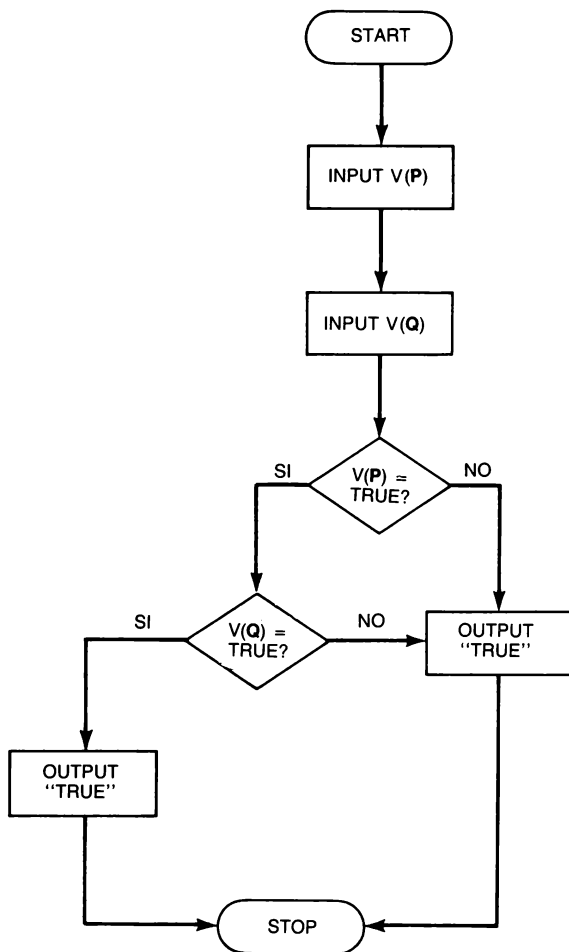 START
INPUT V(P)
INPUT V(Q)
SI
V(P) =
TRUE?
NO
SI
V(Q) =
TRUE?
NO
OUTPUT
"TRUE"
OUTPUT
"TRUE"
STOP